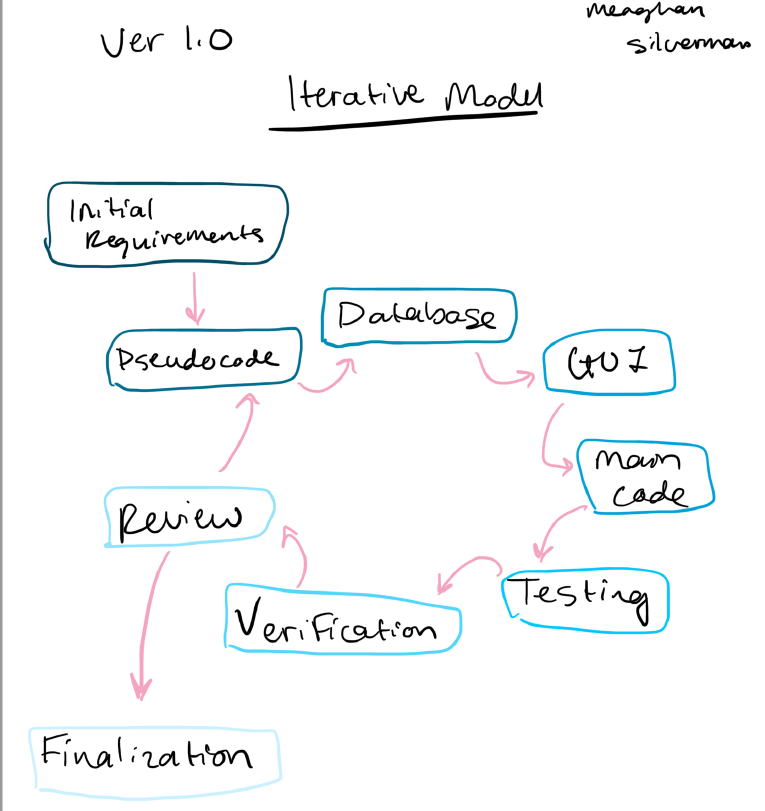 Ver 1.0
meaghan
silverman
Iterative Model
Initial
Requirements
Database
Pseudocode
GUI
main
code
Review
Testing
Verification
Finalization